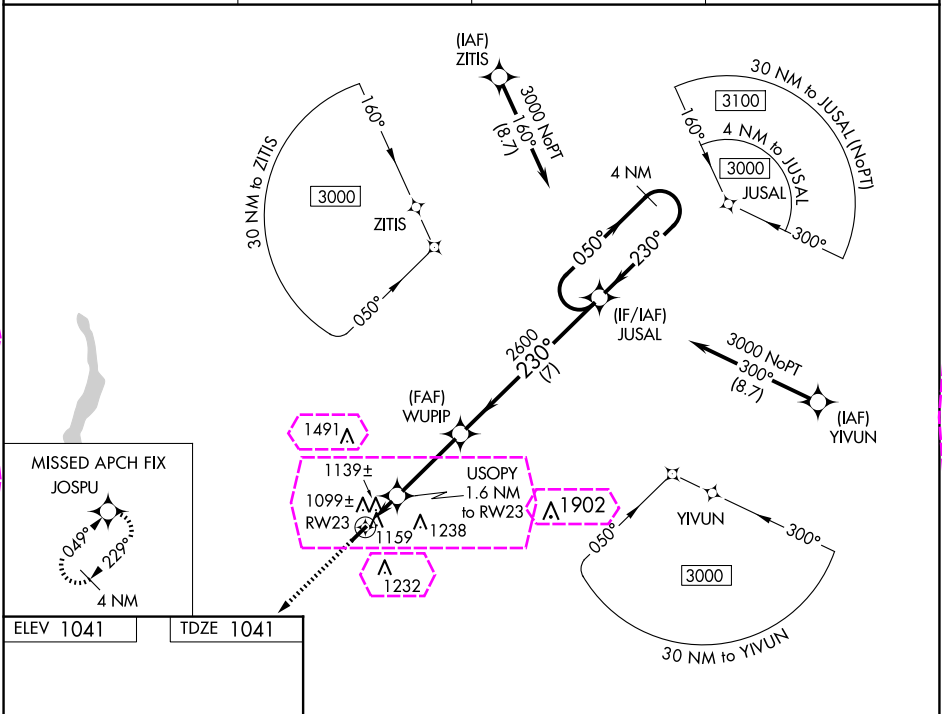 (IAF)
ZITIS
3000 NoPT
160°
(8.7)
30 NM to ZITIS
160°
3000
ZITIS
050°
30 NM to JUSAL (NoPT)
3100
4 NM to JUSAL
3000
160°
JUSAL
300°
4 NM
050°
230°
(IF/IAF)
JUSAL
2600
230°
(7)
3000 NoPT
300°
(8.7)
(IAF)
YIVUN
(FAF)
WUPIP
1491
1139±
1099±
RW23
1159
1238
USOPY
1.6 NM
to RW23
1902
1232
YIVUN
050°
300°
3000
30 NM to YIVUN
MISSED APCH FIX
JOSPU
049°
229°
4 NM
ELEV 1041
TDZE 1041